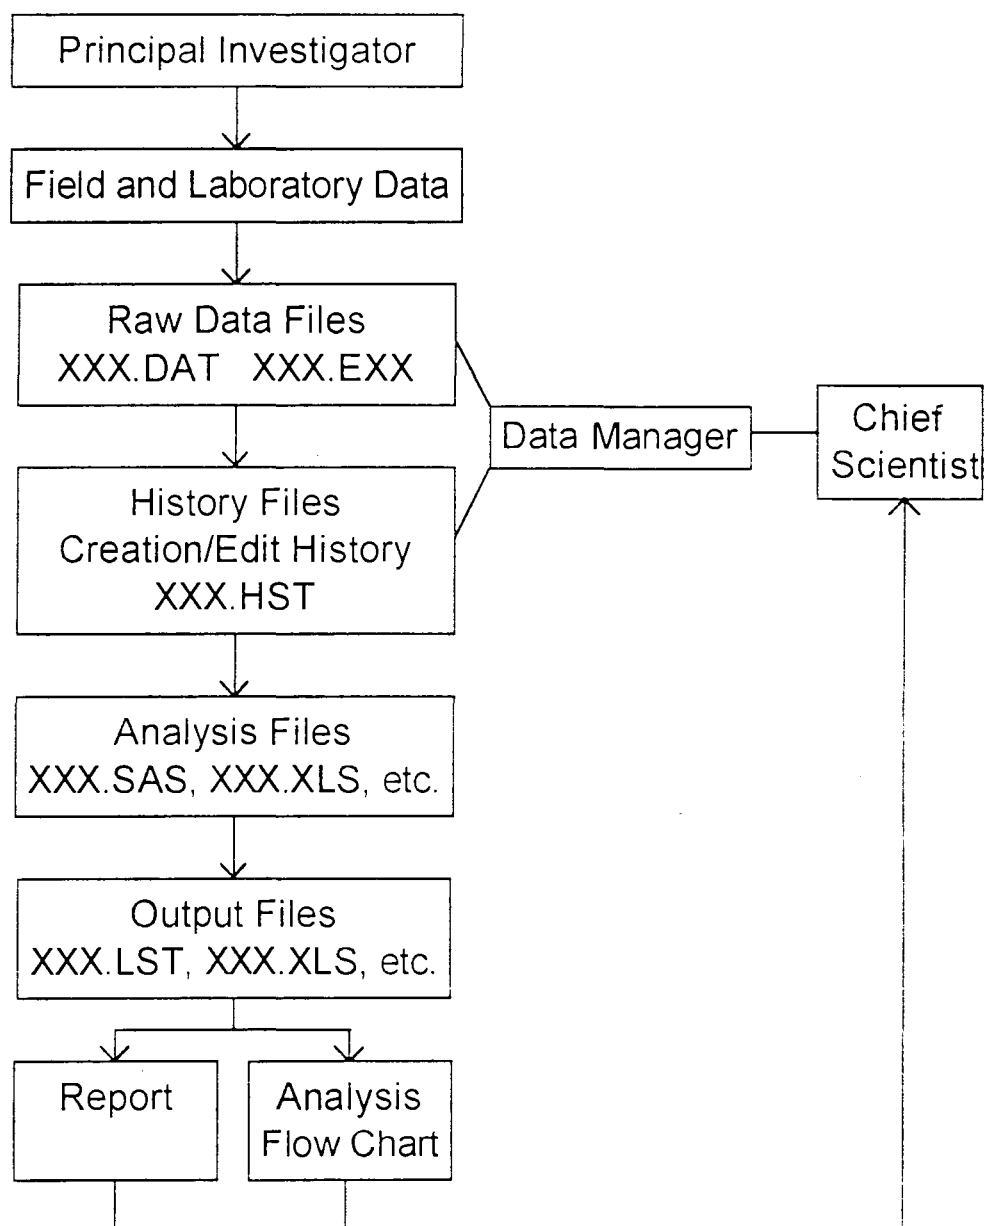 Principal Investigator
Field and Laboratory Data
Raw Data Files
XXX.DAT XXX.EXX
Data Manager
Chief
Scientist
History Files
Creation/Edit History
XXX.HST
Analysis Files
XXX.SAS, XXX.XLS, etc.
Output Files
XXX.LST, XXX.XLS, etc.
Report
Analysis
Flow Chart